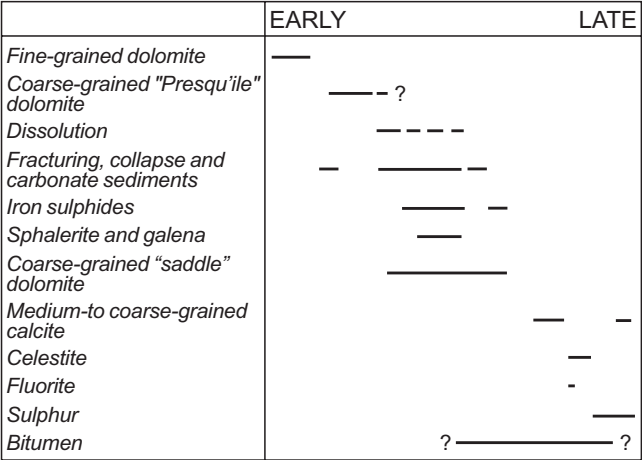 EARLY LATE
Fine-grained dolomite
Coarse-grained "Presqu'ile"
dolomite ?
Dissolution
Fracturing, collapse and
carbonate sediments
Iron sulphides
Sphalerite and galena
Coarse-grained “saddle”
dolomite
Medium-to coarse-grained
calcite
Celestite
Fluorite
Sulphur
Bitumen ? ?